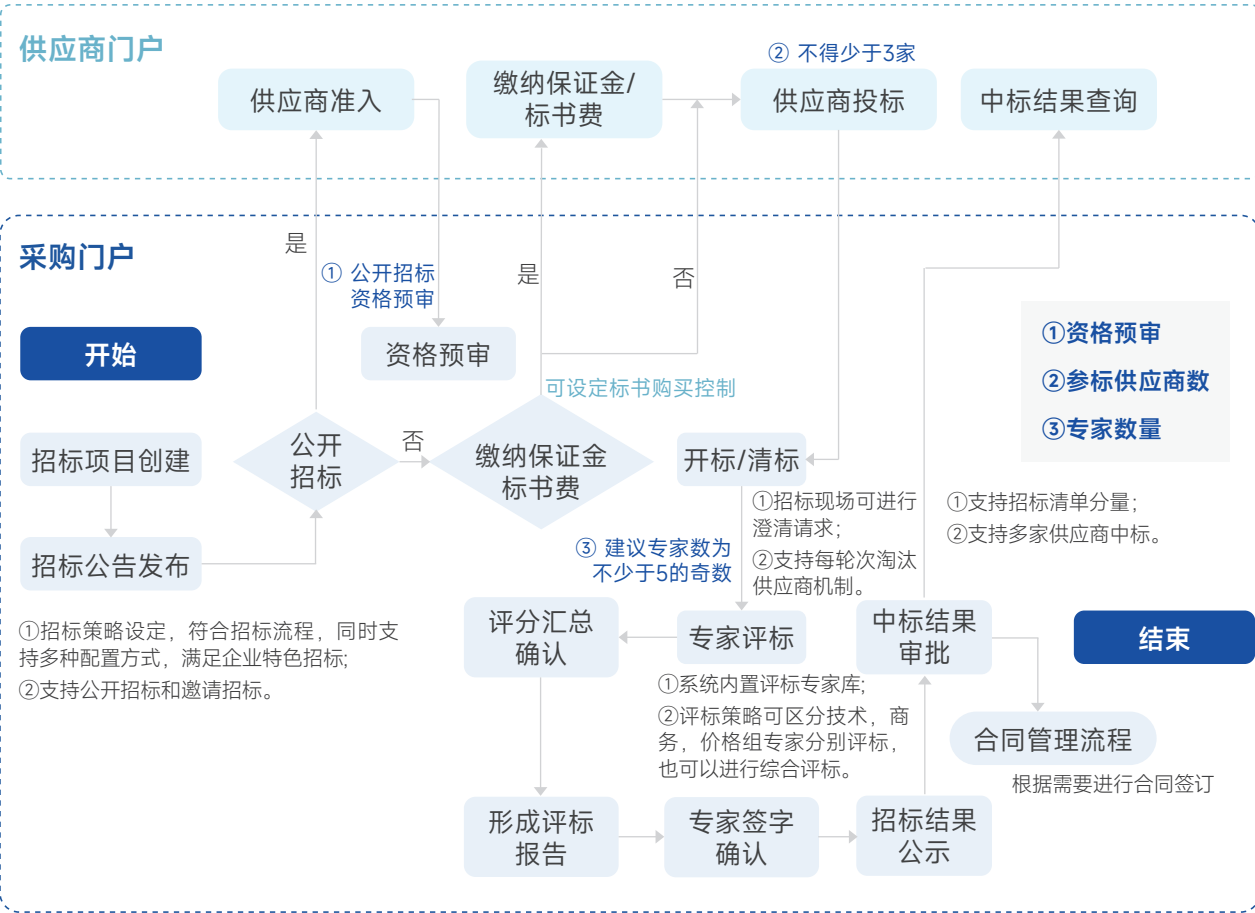 供应商门户
② 不得少于3家
供应商准入
缴纳保证金/
标书费
供应商投标
中标结果查询
采购门户
是
① 公开招标
资格预审
是
否
开始
资格预审
①资格预审
②参标供应商数
③专家数量
可设定标书购买控制
招标项目创建
公开
招标
否
缴纳保证金
标书费
开标/清标
①招标现场可进行
澄清请求;
②支持每轮次淘汰
供应商机制。
①支持招标清单分量;
②支持多家供应商中标。
招标公告发布
③ 建议专家数为
不少于5的奇数
①招标策略设定，符合招标流程，同时支
持多种配置方式，满足企业特色招标;
②支持公开招标和邀请招标。
评分汇总
确认
专家评标
中标结果
审批
结束
①系统内置评标专家库;
②评标策略可区分技术，商
务，价格组专家分别评标，
也可以进行综合评标。
合同管理流程
根据需要进行合同签订
形成评标
报告
专家签字
确认
招标结果
公示